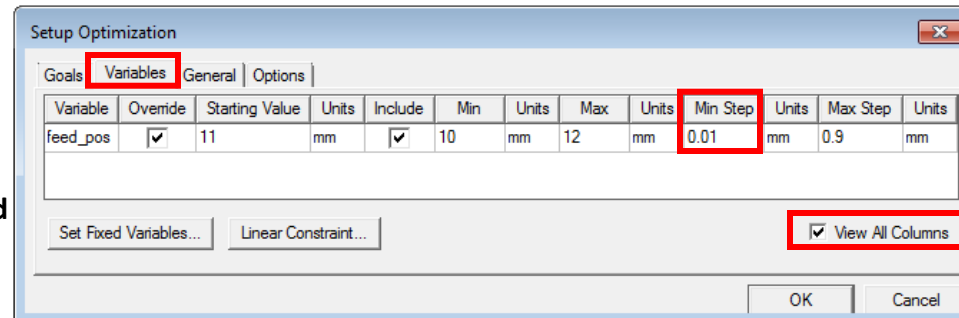 Setup Optimization
Goals Variables General Options
Variable Override Starting Value Units Include Min Units Max Units Min Step Units Max Step Units
feed_pos 11 mm 10 mm 12 mm 0.01 mm 0.9 mm
d
Set Fixed Variables... Linear Constraint... View All Columns
OK Cancel